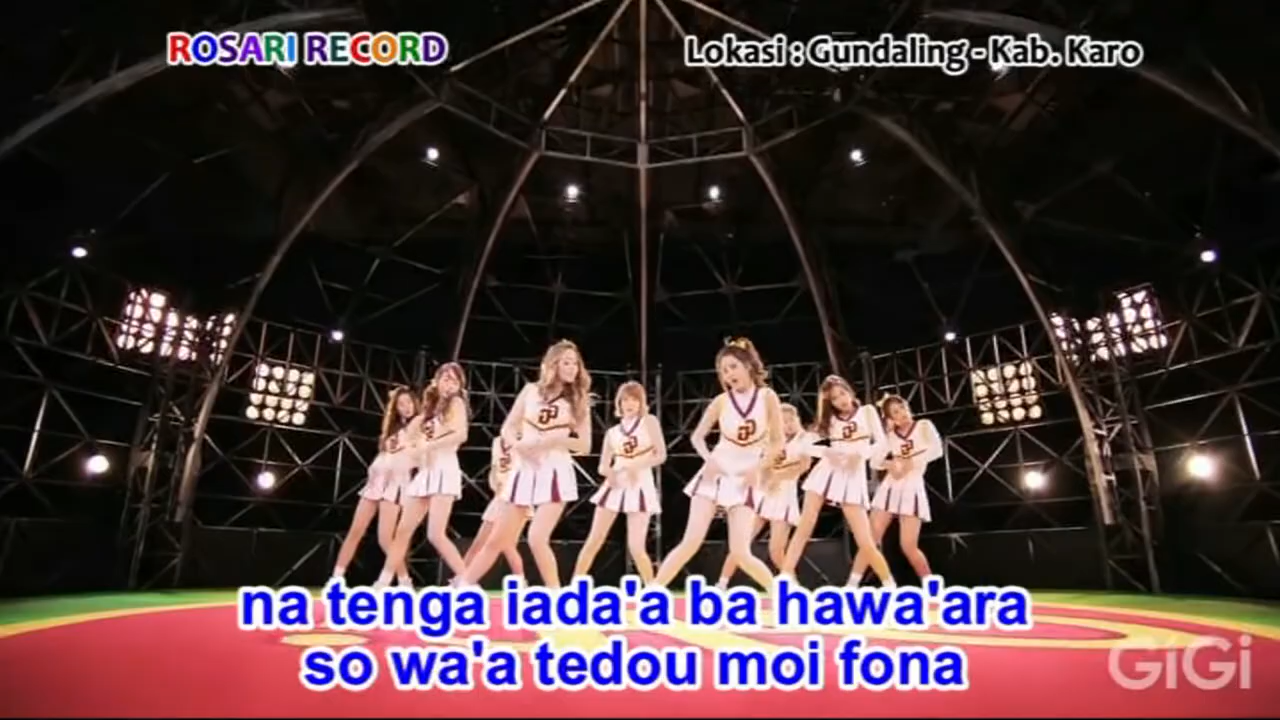 ROSARI RECORD
Lokasi : Gundaling - Kab. Karo
na tenga iada'a ba hawa'ara
so wa'a tedou moi fona
GiGi